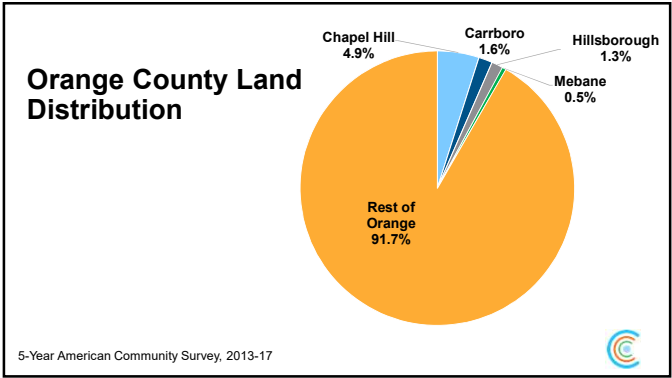 Orange County Land
Distribution
Chapel Hill
4.9%
Carrboro
1.6%
Hillsborough
1.3%
Mebane
0.5%
Rest of
Orange
91.7%
5-Year American Community Survey, 2013-17